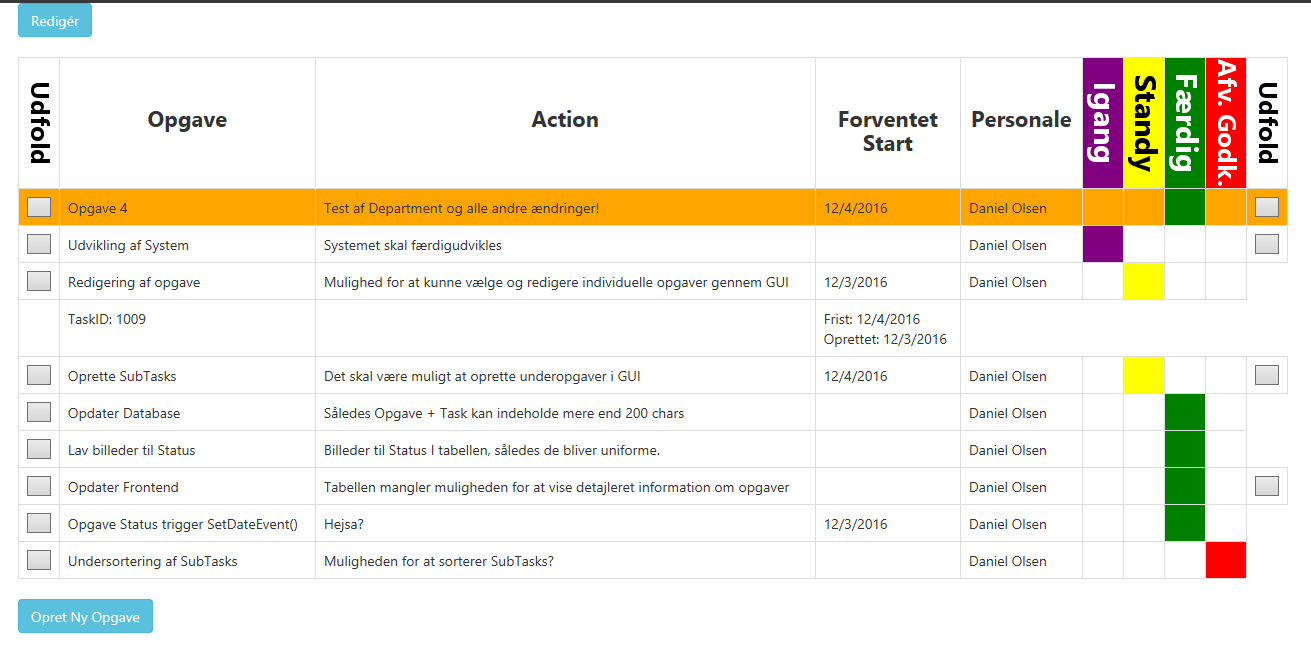 Redigér
Udfold Opgave Action Forventet Start Personale Igang Standy Færdig Afv. Godk. Udfold
Opgave 4 Test af Department og alle andre ændringer! 12/4/2016 Daniel Olsen
Udvikling af System Systemet skal færdigudvikles Daniel Olsen
Redigering af opgave Mulighed for at kunne vælge og redigere individuelle opgaver gennem GUI 12/3/2016 Daniel Olsen
TaskID: 1009 Frist: 12/4/2016
Oprettet: 12/3/2016
Oprette SubTasks Det skal være muligt at oprette underopgaver i GUI 12/4/2016 Daniel Olsen
Opdater Database Således Opgave + Task kan indeholde mere end 200 chars Daniel Olsen
Lav billeder til Status Billeder til Status I tabellen, således de bliver uniforme. Daniel Olsen
Opdater Frontend Tabellen mangler muligheden for at vise detajleret information om opgaver Daniel Olsen
Opgave Status trigger SetDateEvent() Hejsa? 12/3/2016 Daniel Olsen
Undersortering af SubTasks Muligheden for at sorterer SubTasks? Daniel Olsen
Opret Ny Opgave